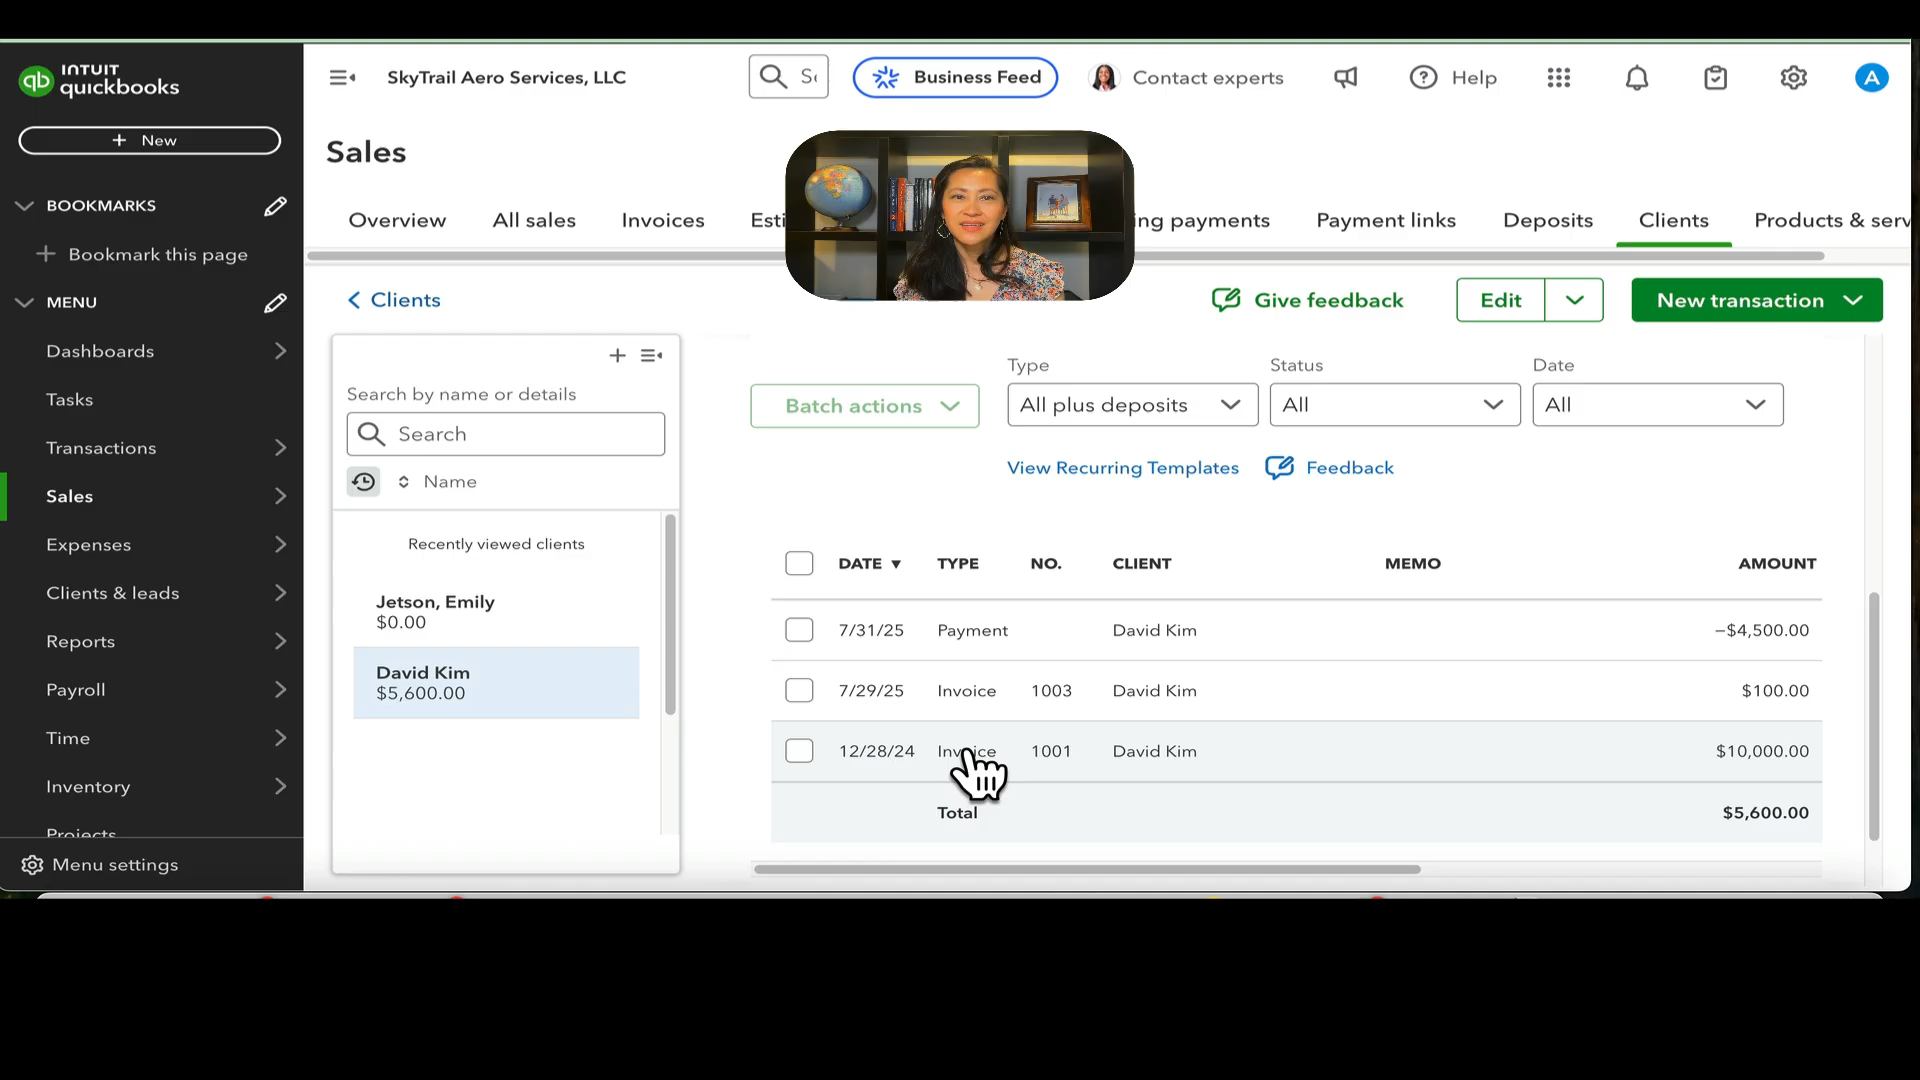 INTUIT
quickbooks
SkyTrail Aero Services, LLC
Business Feed
Contact experts
Help
A
New
Sales
BOOKMARKS
Bookmark this page
Overview
All sales
Invoices
Payment links
Deposits
Clients
Products &
payments
MENU
Clients
Give feedback
Edit
New transaction
Dashboards
Tasks
Transactions
Sales
Expenses
Clients & leads
Reports
Payroll
Time
Inventory
Projects
Menu settings
Search by name or details
Search
Name
Recently viewed clients
Jetson, Emily
$0.00
David Kim
$5,600.00
Batch actions
Type
All plus deposits
Status
All
Date
All
View Recurring Templates
Feedback
DATE ▼ TYPE NO. CLIENT MEMO AMOUNT
7/31/25 Payment David Kim −$4,500.00
7/29/25 Invoice 1003 David Kim $100.00
12/28/24 Invoice 1001 David Kim $10,000.00
Total $5,600.00